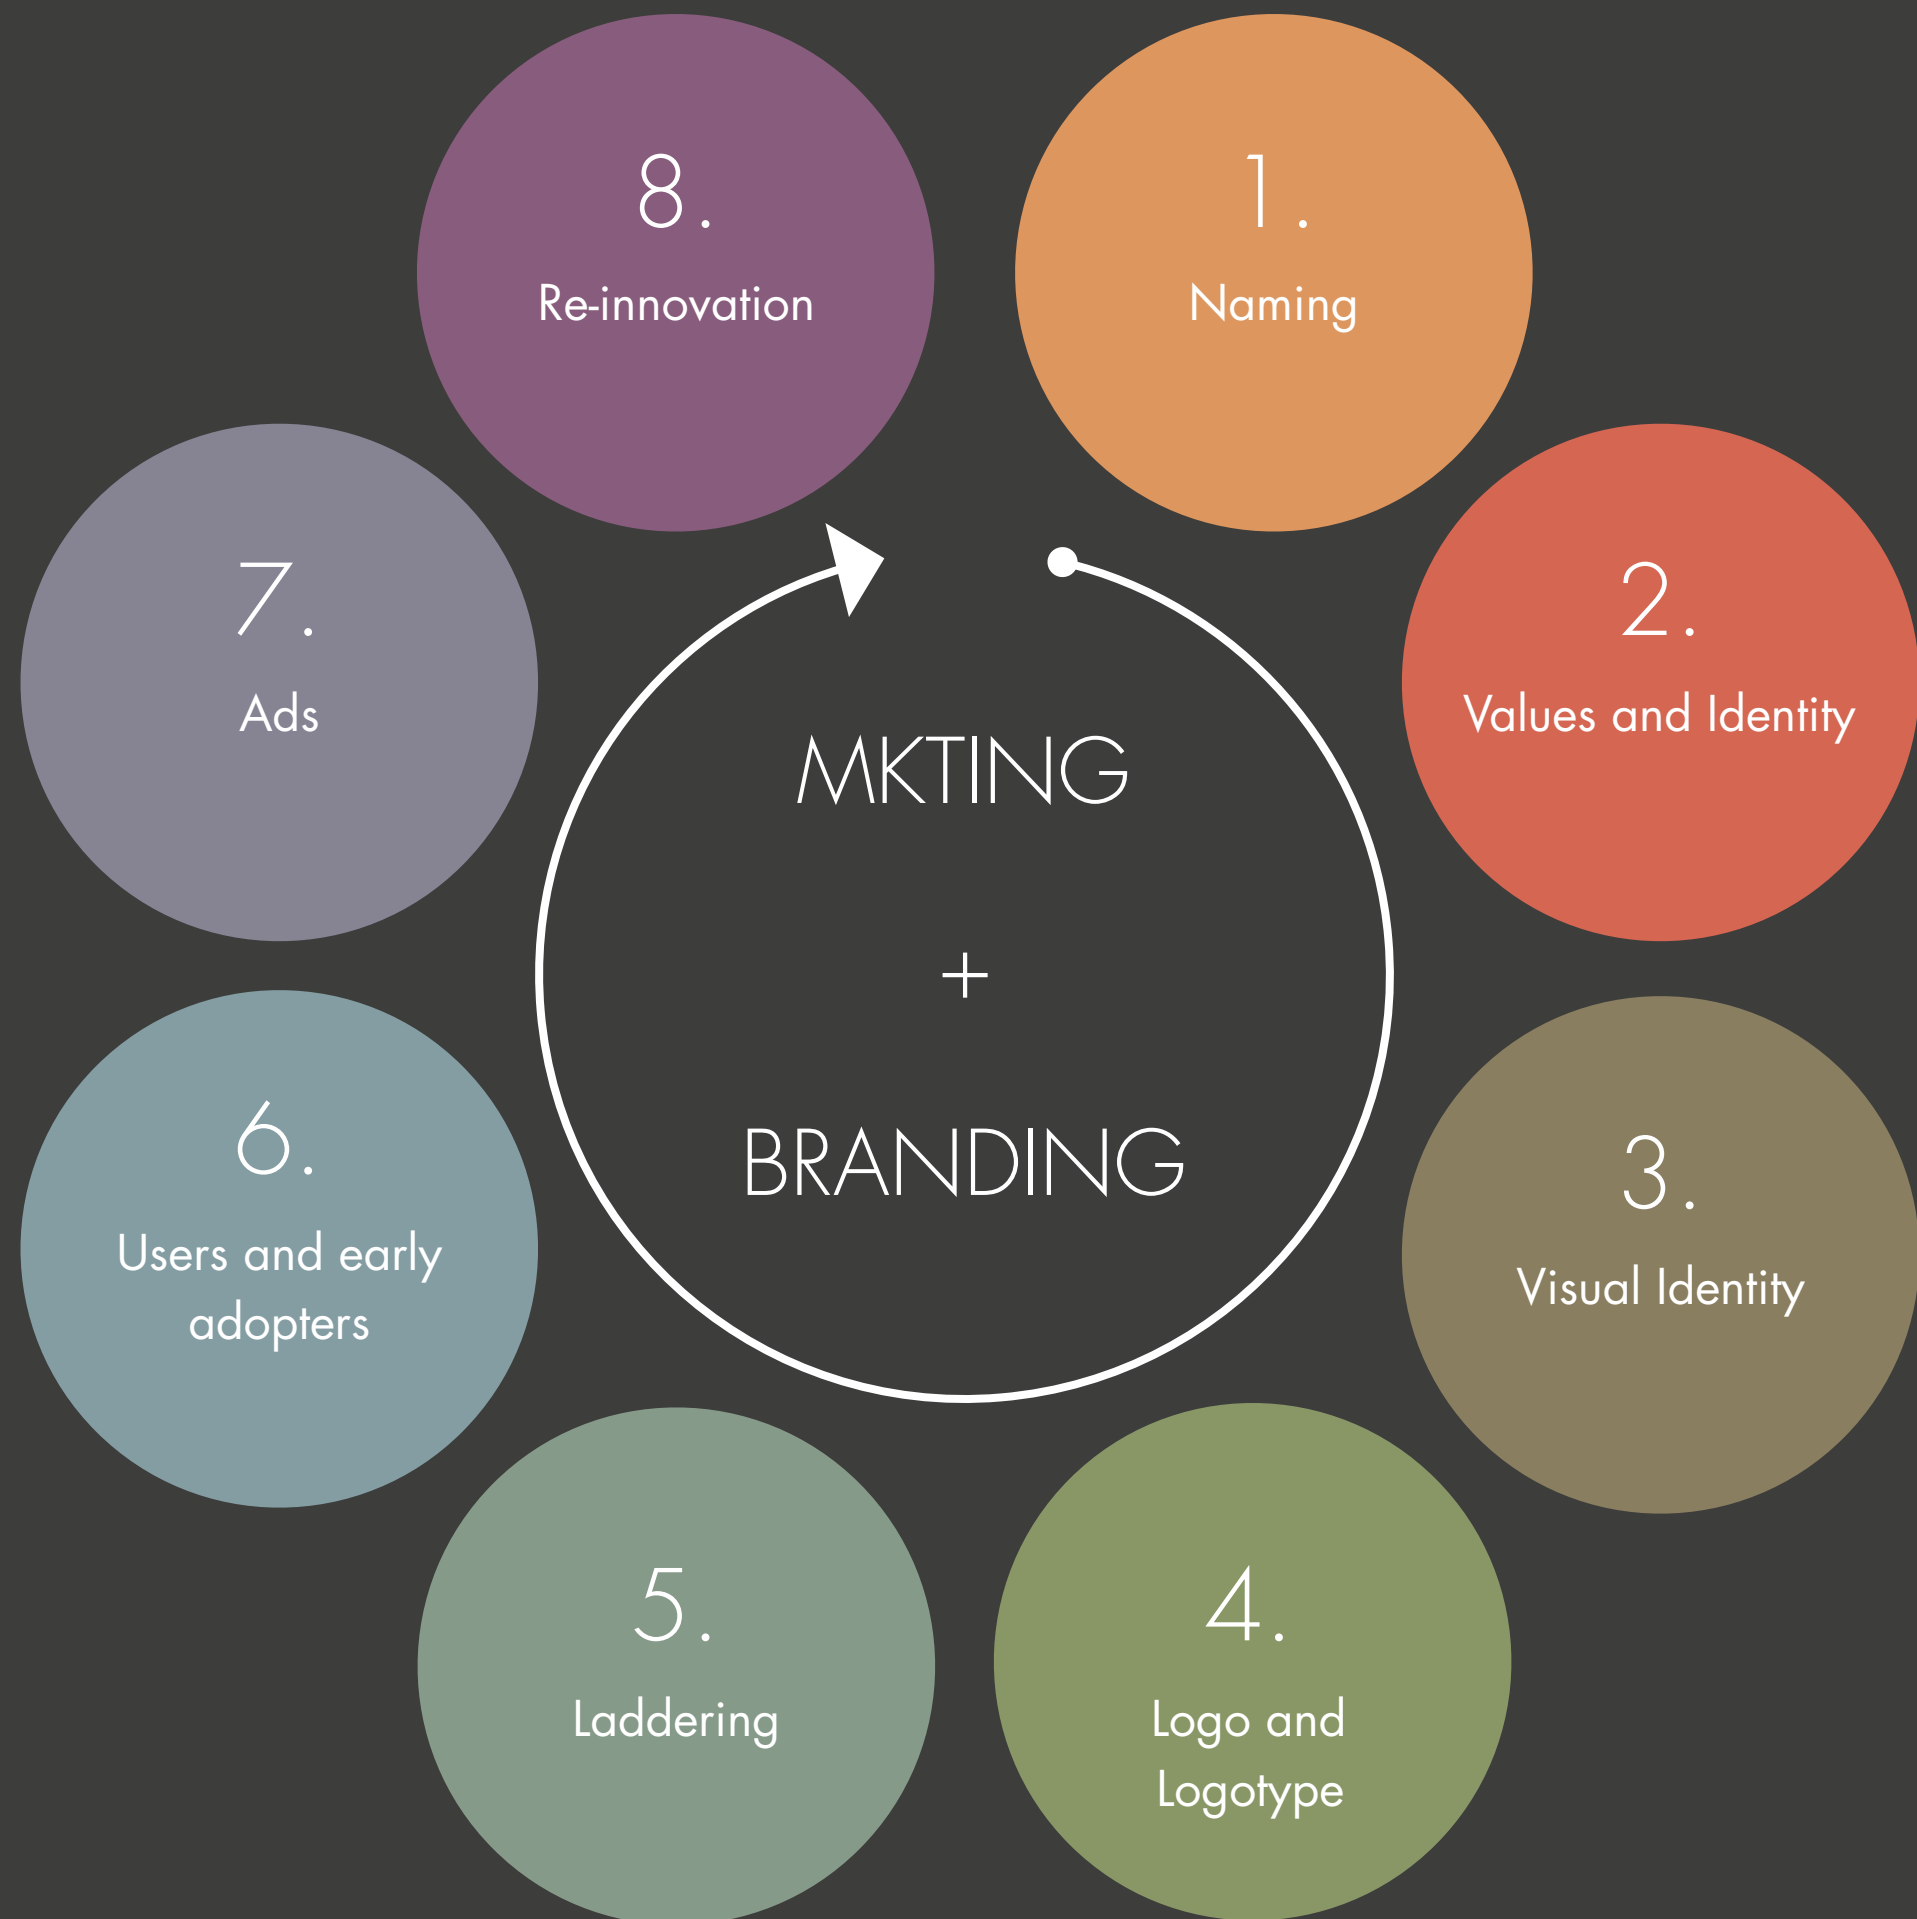 MKTING
+
BRANDING
1.
Naming
2.
Values and Identity
3.
Visual Identity
4.
Logo and
Logotype
5.
Laddering
6.
Users and early
adopters
7.
Ads
8.
Re-innovation